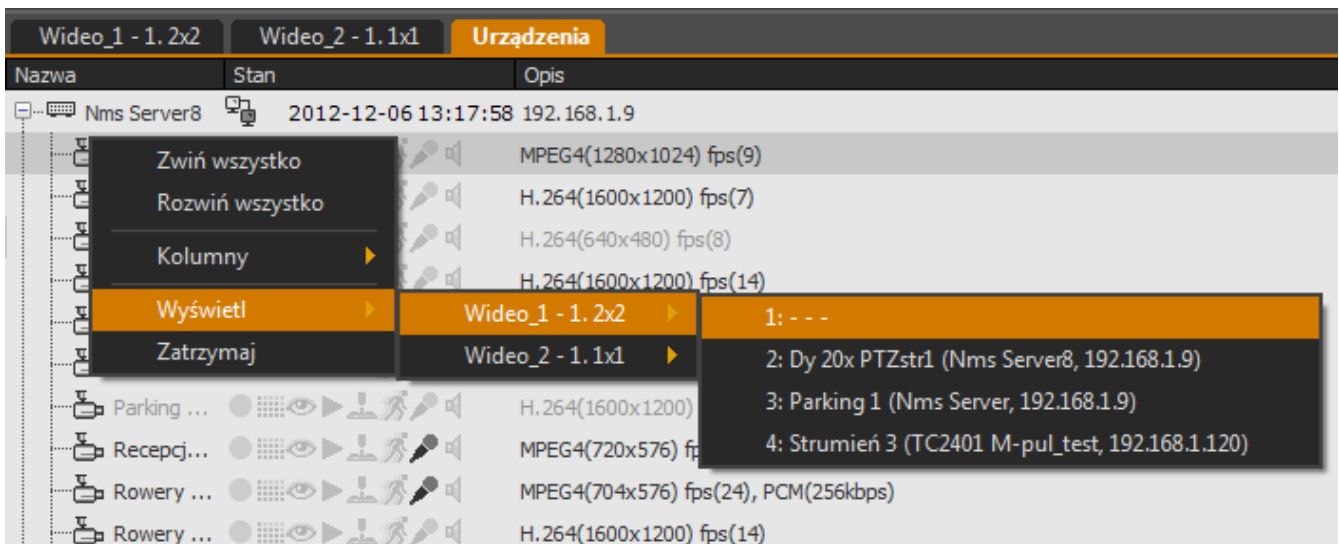 Wideo_1 - 1. 2x2 Wideo_2 - 1. 1x1 Urządzenia
Nazwa Stan Opis
Nms Server8 2012-12-06 13:17:58 192.168.1.9
MPEG4(1280x1024) fps(9)
H.264(1600x1200) fps(7)
H.264(640x480) fps(8)
H.264(1600x1200) fps(14)
Zwiń wszystko
Rozwiń wszystko
Kolumny
Wyświetl
Zatrzymaj
Wideo_1 - 1. 2x2
Wideo_2 - 1. 1x1
1: - - -
2: Dy 20x PTZstr1 (Nms Server8, 192.168.1.9)
3: Parking 1 (Nms Server, 192.168.1.9)
4: Strumień 3 (TC2401 M-pul_test, 192.168.1.120)
Parking ... H.264(1600x1200)
Recepcj... MPEG4(720x576)
Rowery ... MPEG4(704x576) fps(24), PCM(256kbps)
Rowery ... H.264(1600x1200) fps(14)